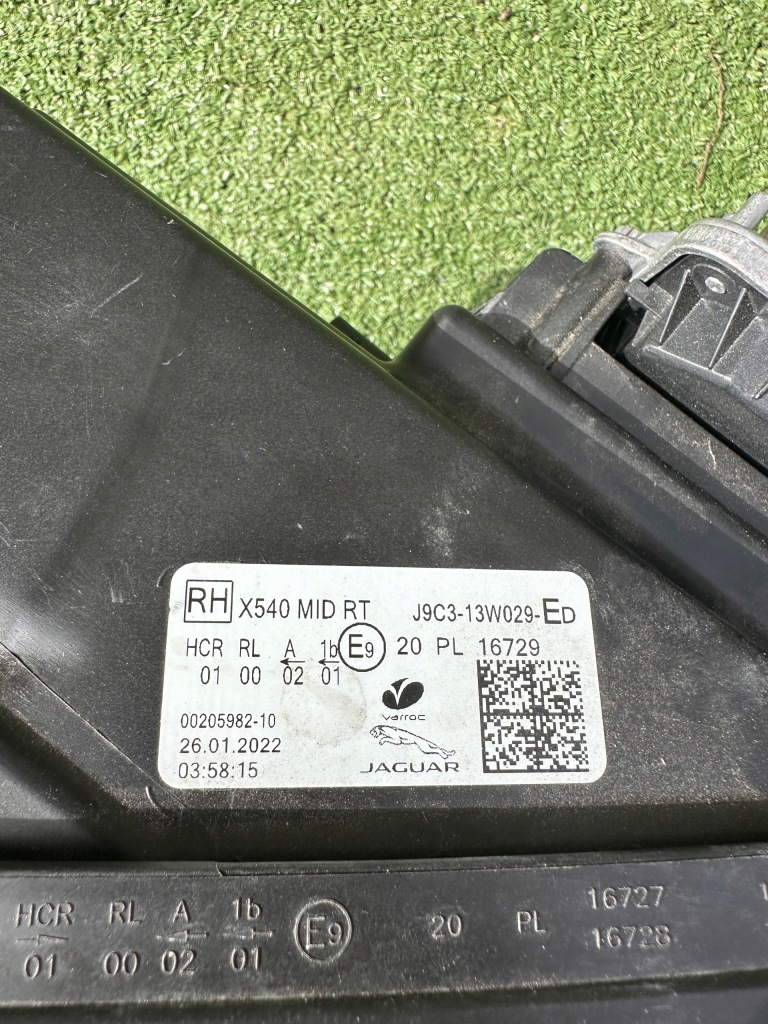 RH X540 MID RT J9C3-13W029-ED
HCR RL A 1b E9 20 PL 16729
01 00 02 01
varroc
00205982-10
26.01.2022
JAGUAR
03:58:15
HCR RL A 1b E9 20 PL 16727
01 00 02 01 16728